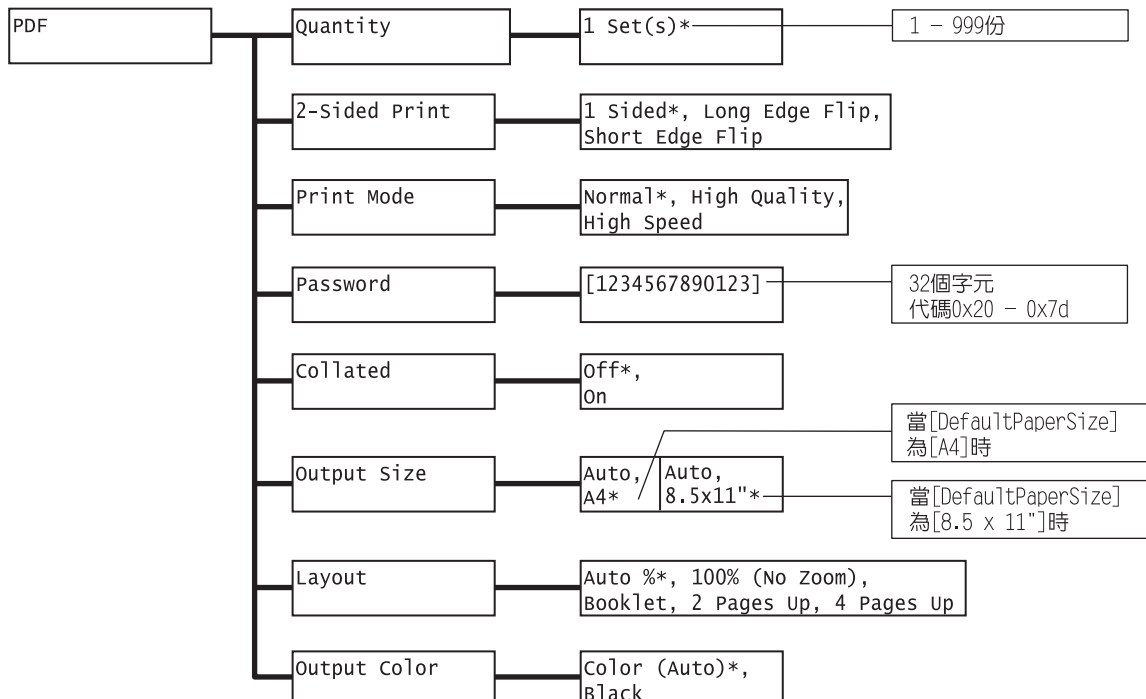 PDF
Quantity
1 Set(s)*
1 - 999份
2-Sided Print
1 Sided*, Long Edge Flip,
Short Edge Flip
Print Mode
Normal*, High Quality,
High Speed
Password
[1234567890123]
32個字元
代碼0x20 - 0x7d
Collated
Off*,
On
當[DefaultPaperSize]
為[A4]時
Output Size
Auto,
A4*
Auto,
8.5x11"*
當[DefaultPaperSize]
為[8.5 x 11"]時
Layout
Auto %*, 100% (No Zoom),
Booklet, 2 Pages Up, 4 Pages Up
Output Color
Color (Auto)*,
Black